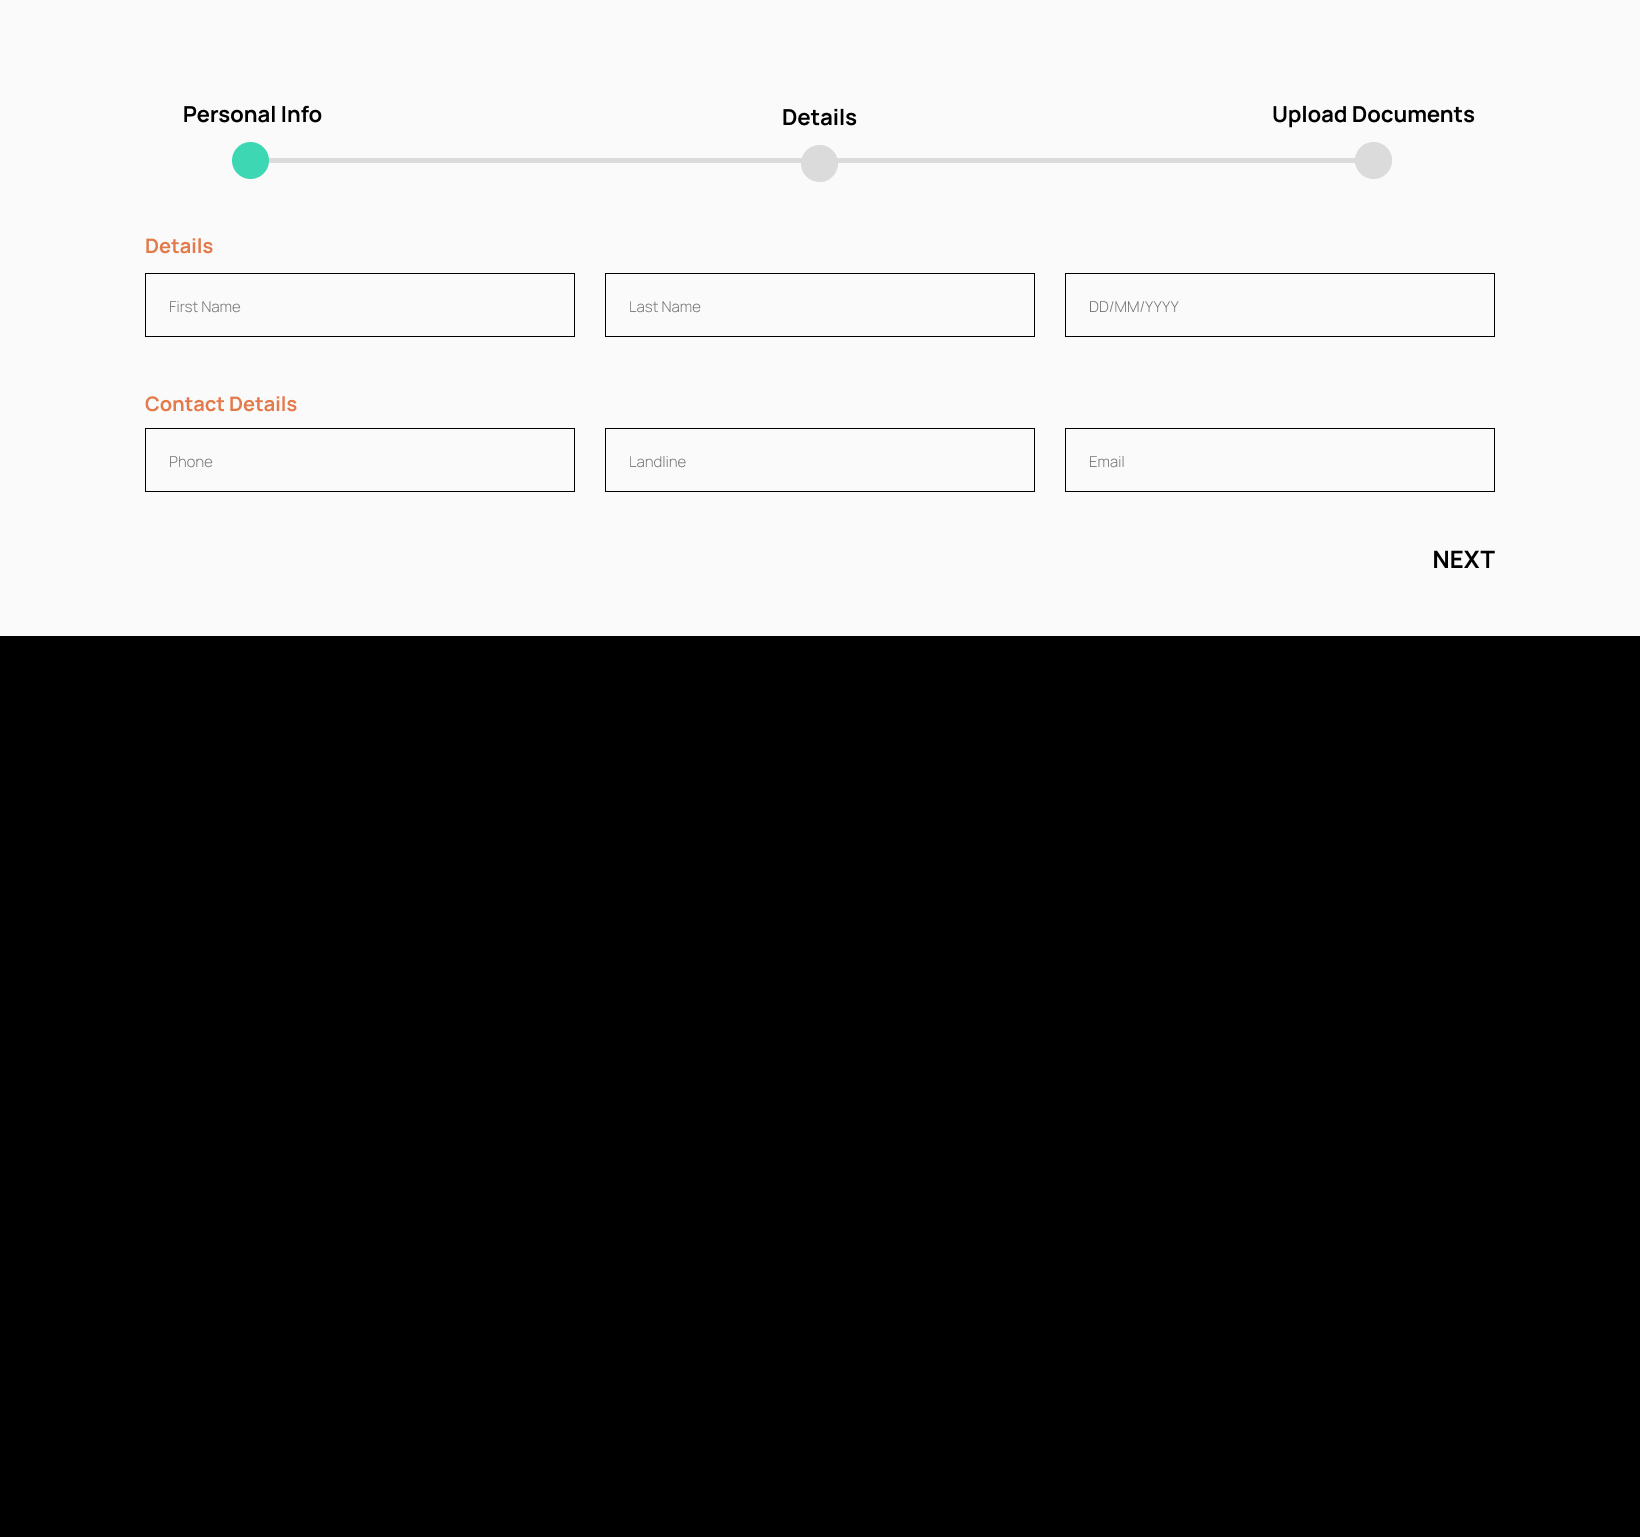 Personal Info
Details
Upload Documents
Details
First Name
Last Name
DD/MM/YYYY
Contact Details
Phone
Landline
Email
NEXT